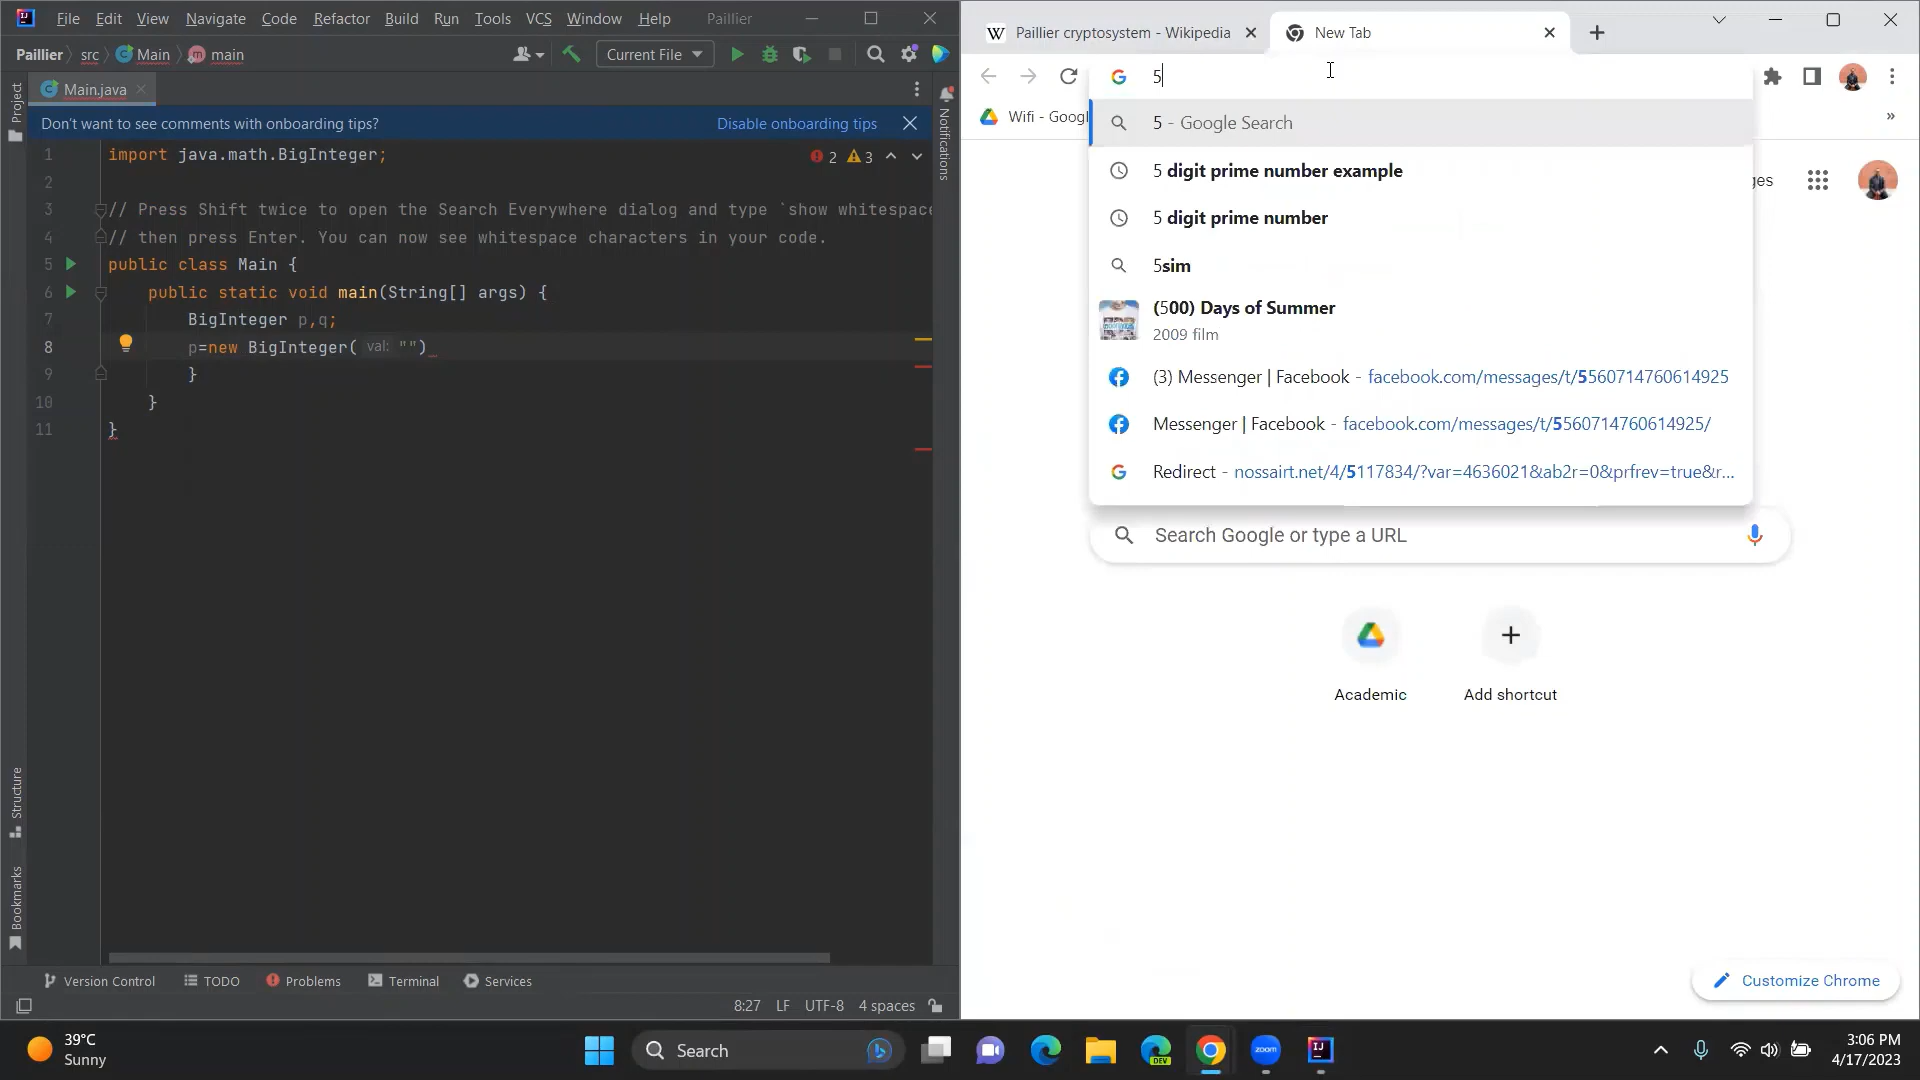 File Edit View Navigate Code Refactor Build Run Tools VCS Window Help Paillier
Paillier src Main main
Current File
Project
Main.java
Don't want to see comments with onboarding tips?
Disable onboarding tips
Notifications
1 import java.math.BigInteger;
2 3
2
3 // Press Shift twice to open the Search Everywhere dialog and type `show whitespace
4 // then press Enter. You can now see whitespace characters in your code.
5 public class Main {
6 public static void main(String[] args) {
7 BigInteger p,q;
8 p=new BigInteger( val: "")
9 }
10 }
11 }
Structure
Bookmarks
Version Control TODO Problems Terminal Services
8:27 LF UTF-8 4 spaces
Paillier cryptosystem - Wikipedia
New Tab
5
Wifi - Googl
»
5 - Google Search
5 digit prime number example
5 digit prime number
5sim
(500) Days of Summer
2009 film
(3) Messenger | Facebook - facebook.com/messages/t/5560714760614925
Messenger | Facebook - facebook.com/messages/t/5560714760614925/
Redirect - nossairt.net/4/5117834/?var=4636021&ab2r=0&prfrev=true&r...
ges
Search Google or type a URL
Academic
Add shortcut
Customize Chrome
39°C
Sunny
Search
DEV
zoom
IJ
3:06 PM
4/17/2023